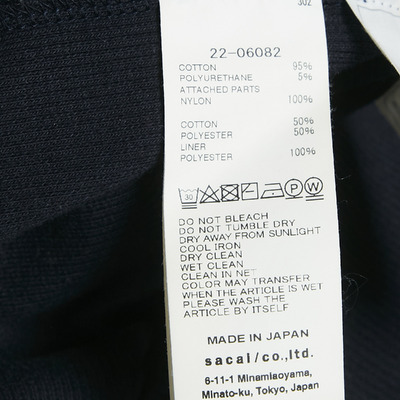 302
22-06082
COTTON 95%
POLYURETHANE 5%
ATTACHED PARTS
NYLON 100%
COTTON 50%
POLYESTER 50%
LINER
POLYESTER 100%
30 P W
DO NOT BLEACH
DO NOT TUMBLE DRY
DRY AWAY FROM SUNLIGHT
COOL IRON
DRY CLEAN
WET CLEAN
CLEAN IN NET
COLOR MAY TRANSFER
WHEN THE ARTICLE IS WET
PLEASE WASH THE
ARTICLE BY ITSELF
MADE IN JAPAN
sacai/co.,ltd.
6-11-1 Minamiaoyama,
Minato-ku, Tokyo, Japan